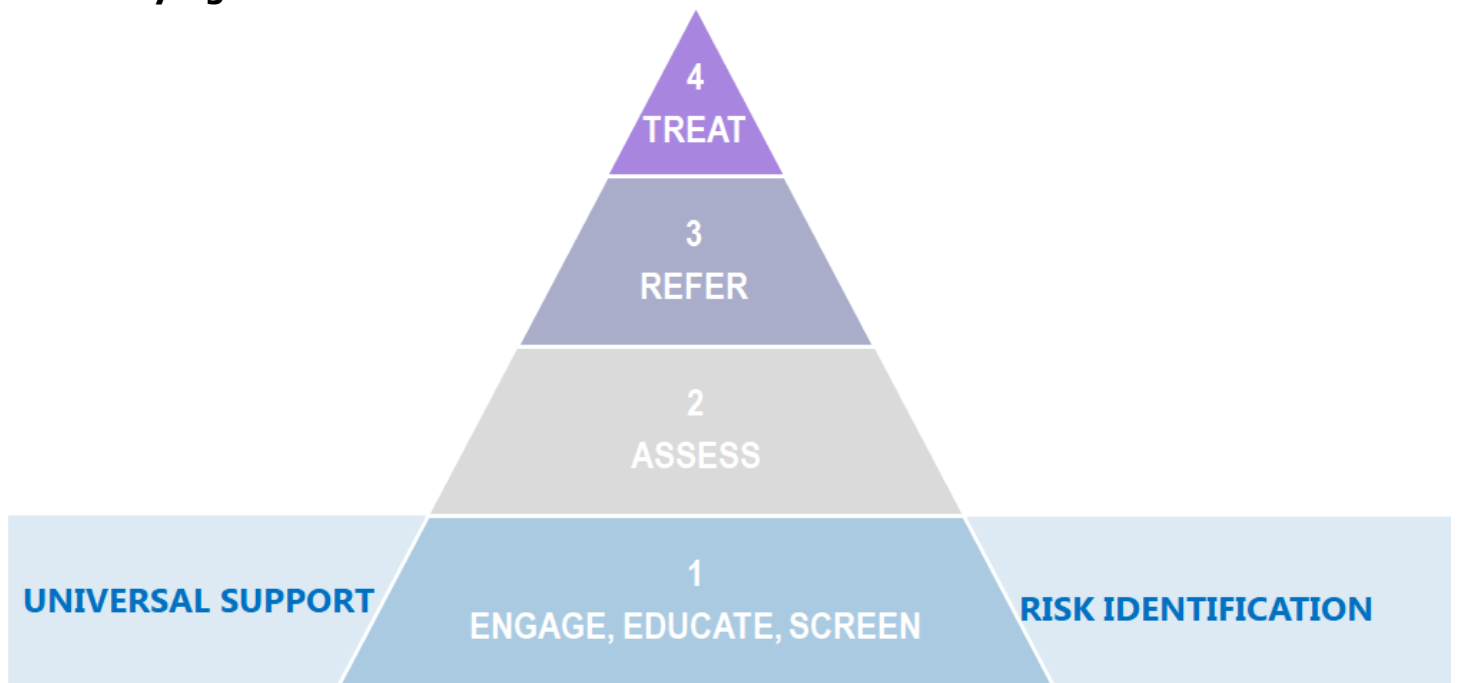 4
TREAT
3
REFER
2
ASSESS
1
ENGAGE, EDUCATE, SCREEN
UNIVERSAL SUPPORT
RISK IDENTIFICATION